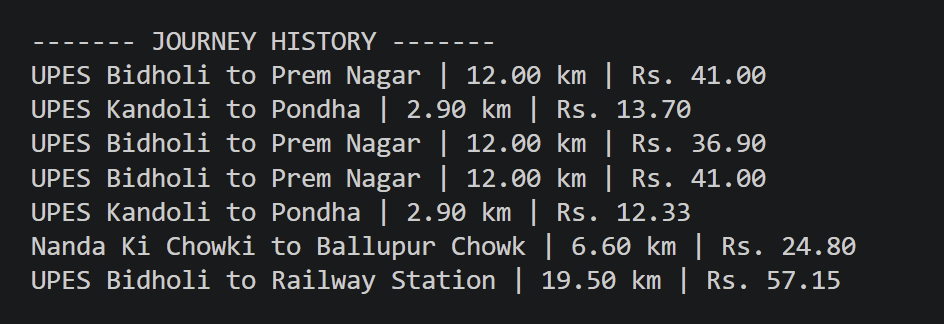 ------- JOURNEY HISTORY -------
UPES Bidholi to Prem Nagar | 12.00 km | Rs. 41.00
UPES Kandoli to Pondha | 2.90 km | Rs. 13.70
UPES Bidholi to Prem Nagar | 12.00 km | Rs. 36.90
UPES Bidholi to Prem Nagar | 12.00 km | Rs. 41.00
UPES Kandoli to Pondha | 2.90 km | Rs. 12.33
Nanda Ki Chowki to Ballupur Chowk | 6.60 km | Rs. 24.80
UPES Bidholi to Railway Station | 19.50 km | Rs. 57.15